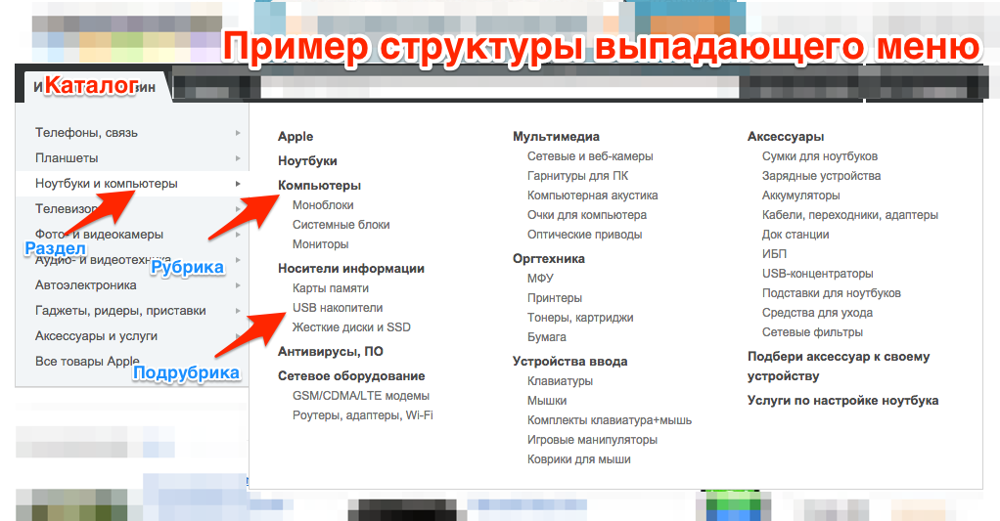 Пример структуры выпадающего меню
Каталог
Телефоны, связь
Планшеты
Ноутбуки и компьютеры
Фото- и видеокамеры
Раздел
Аудио- и видеотехника
Автоэлектроника
Гаджеты, ридеры, приставки
Аксессуары и услуги
Все товары Apple
Рубрика
Подрубрика
Apple
Ноутбуки
Компьютеры
Моноблоки
Системные блоки
Мониторы
Носители информации
Карты памяти
USB накопители
Жесткие диски и SSD
Антивирусы, ПО
Сетевое оборудование
GSM/CDMA/LTE модемы
Роутеры, адаптеры, Wi-Fi
Мультимедиа
Сетевые и веб-камеры
Гарнитуры для ПК
Компьютерная акустика
Очки для компьютера
Оптические приводы
Оргтехника
МФУ
Принтеры
Тонеры, картриджи
Бумага
Устройства ввода
Клавиатуры
Мышки
Комплекты клавиатура+мышь
Игровые манипуляторы
Коврики для мыши
Аксессуары
Сумки для ноутбуков
Зарядные устройства
Аккумуляторы
Кабели, переходники, адаптеры
Док станции
ИБП
USB-концентраторы
Подставки для ноутбуков
Средства для ухода
Сетевые фильтры
Подбери аксессуар к своему
устройству
Услуги по настройке ноутбука